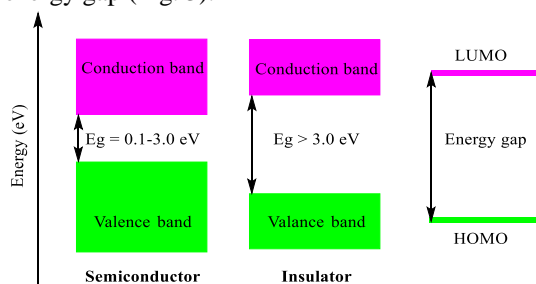 Energy (eV)
Conduction band
Eg = 0.1-3.0 eV
Valence band
Semiconductor
Conduction band
Eg > 3.0 eV
Valance band
Insulator
LUMO
Energy gap
HOMO